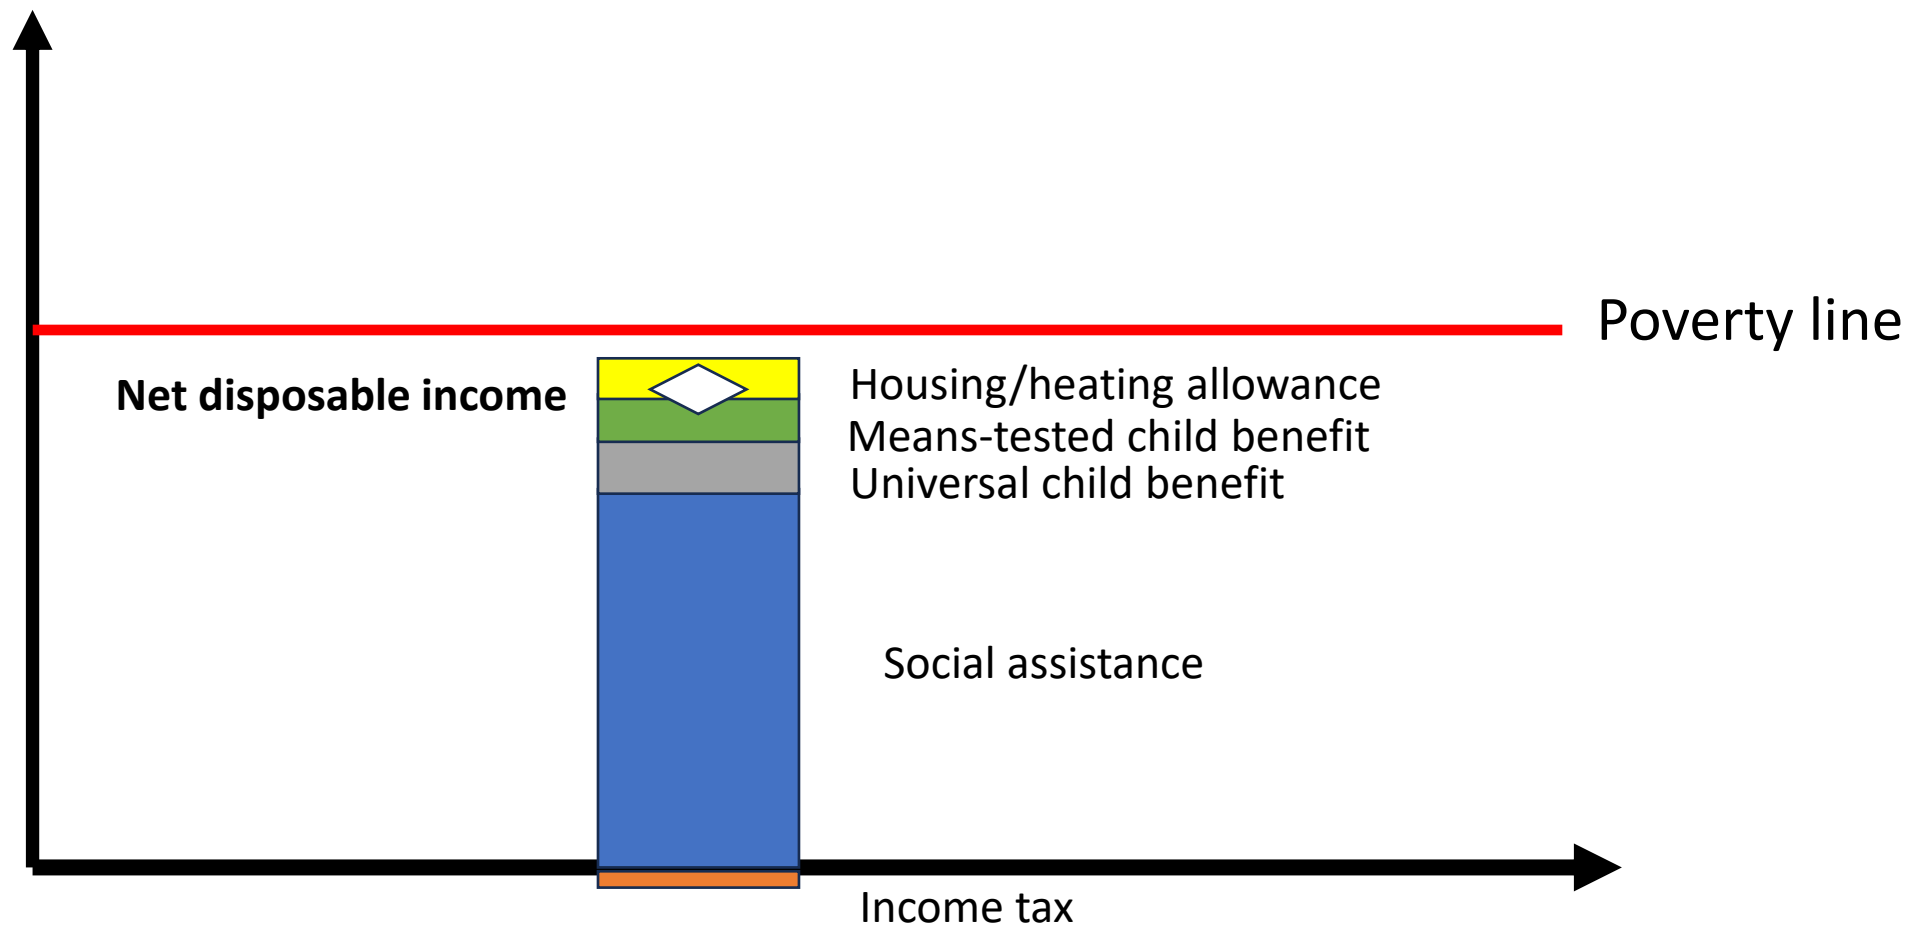 Poverty line
Net disposable income
Housing/heating allowance
Means-tested child benefit
Universal child benefit
Social assistance
Income tax